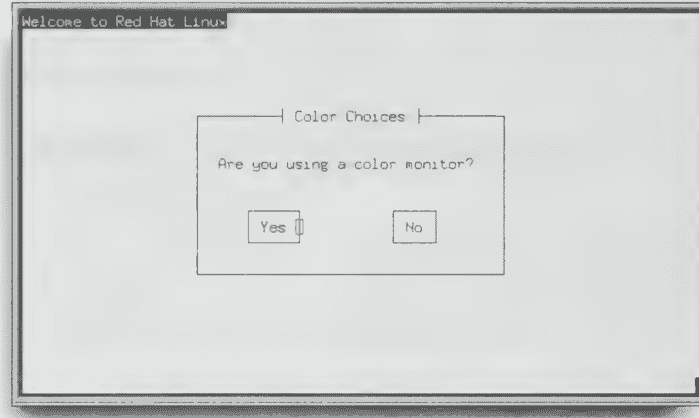 Welcome to Red Hat Linux
Color Choices
Are you using a color monitor?
Yes
No